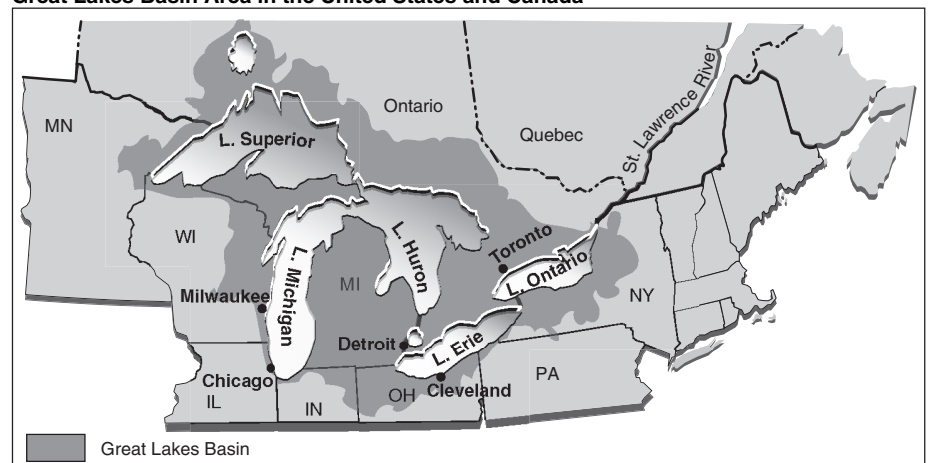 Great Lakes Basin Area in the United States and Canada
MN
Ontario
Quebec
St. Lawrence River
L. Superior
WI
L. Michigan
MI
L. Huron
Toronto
L. Ontario
NY
Milwaukee
Detroit
L. Erie
Chicago
Cleveland
PA
IL
IN
OH
Great Lakes Basin